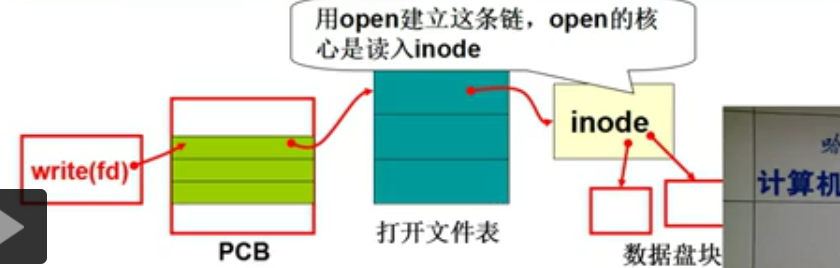 用open建立这条链，open的核
心是读入inode
write(fd)
PCB
打开文件表
inode
数据盘块
计算机